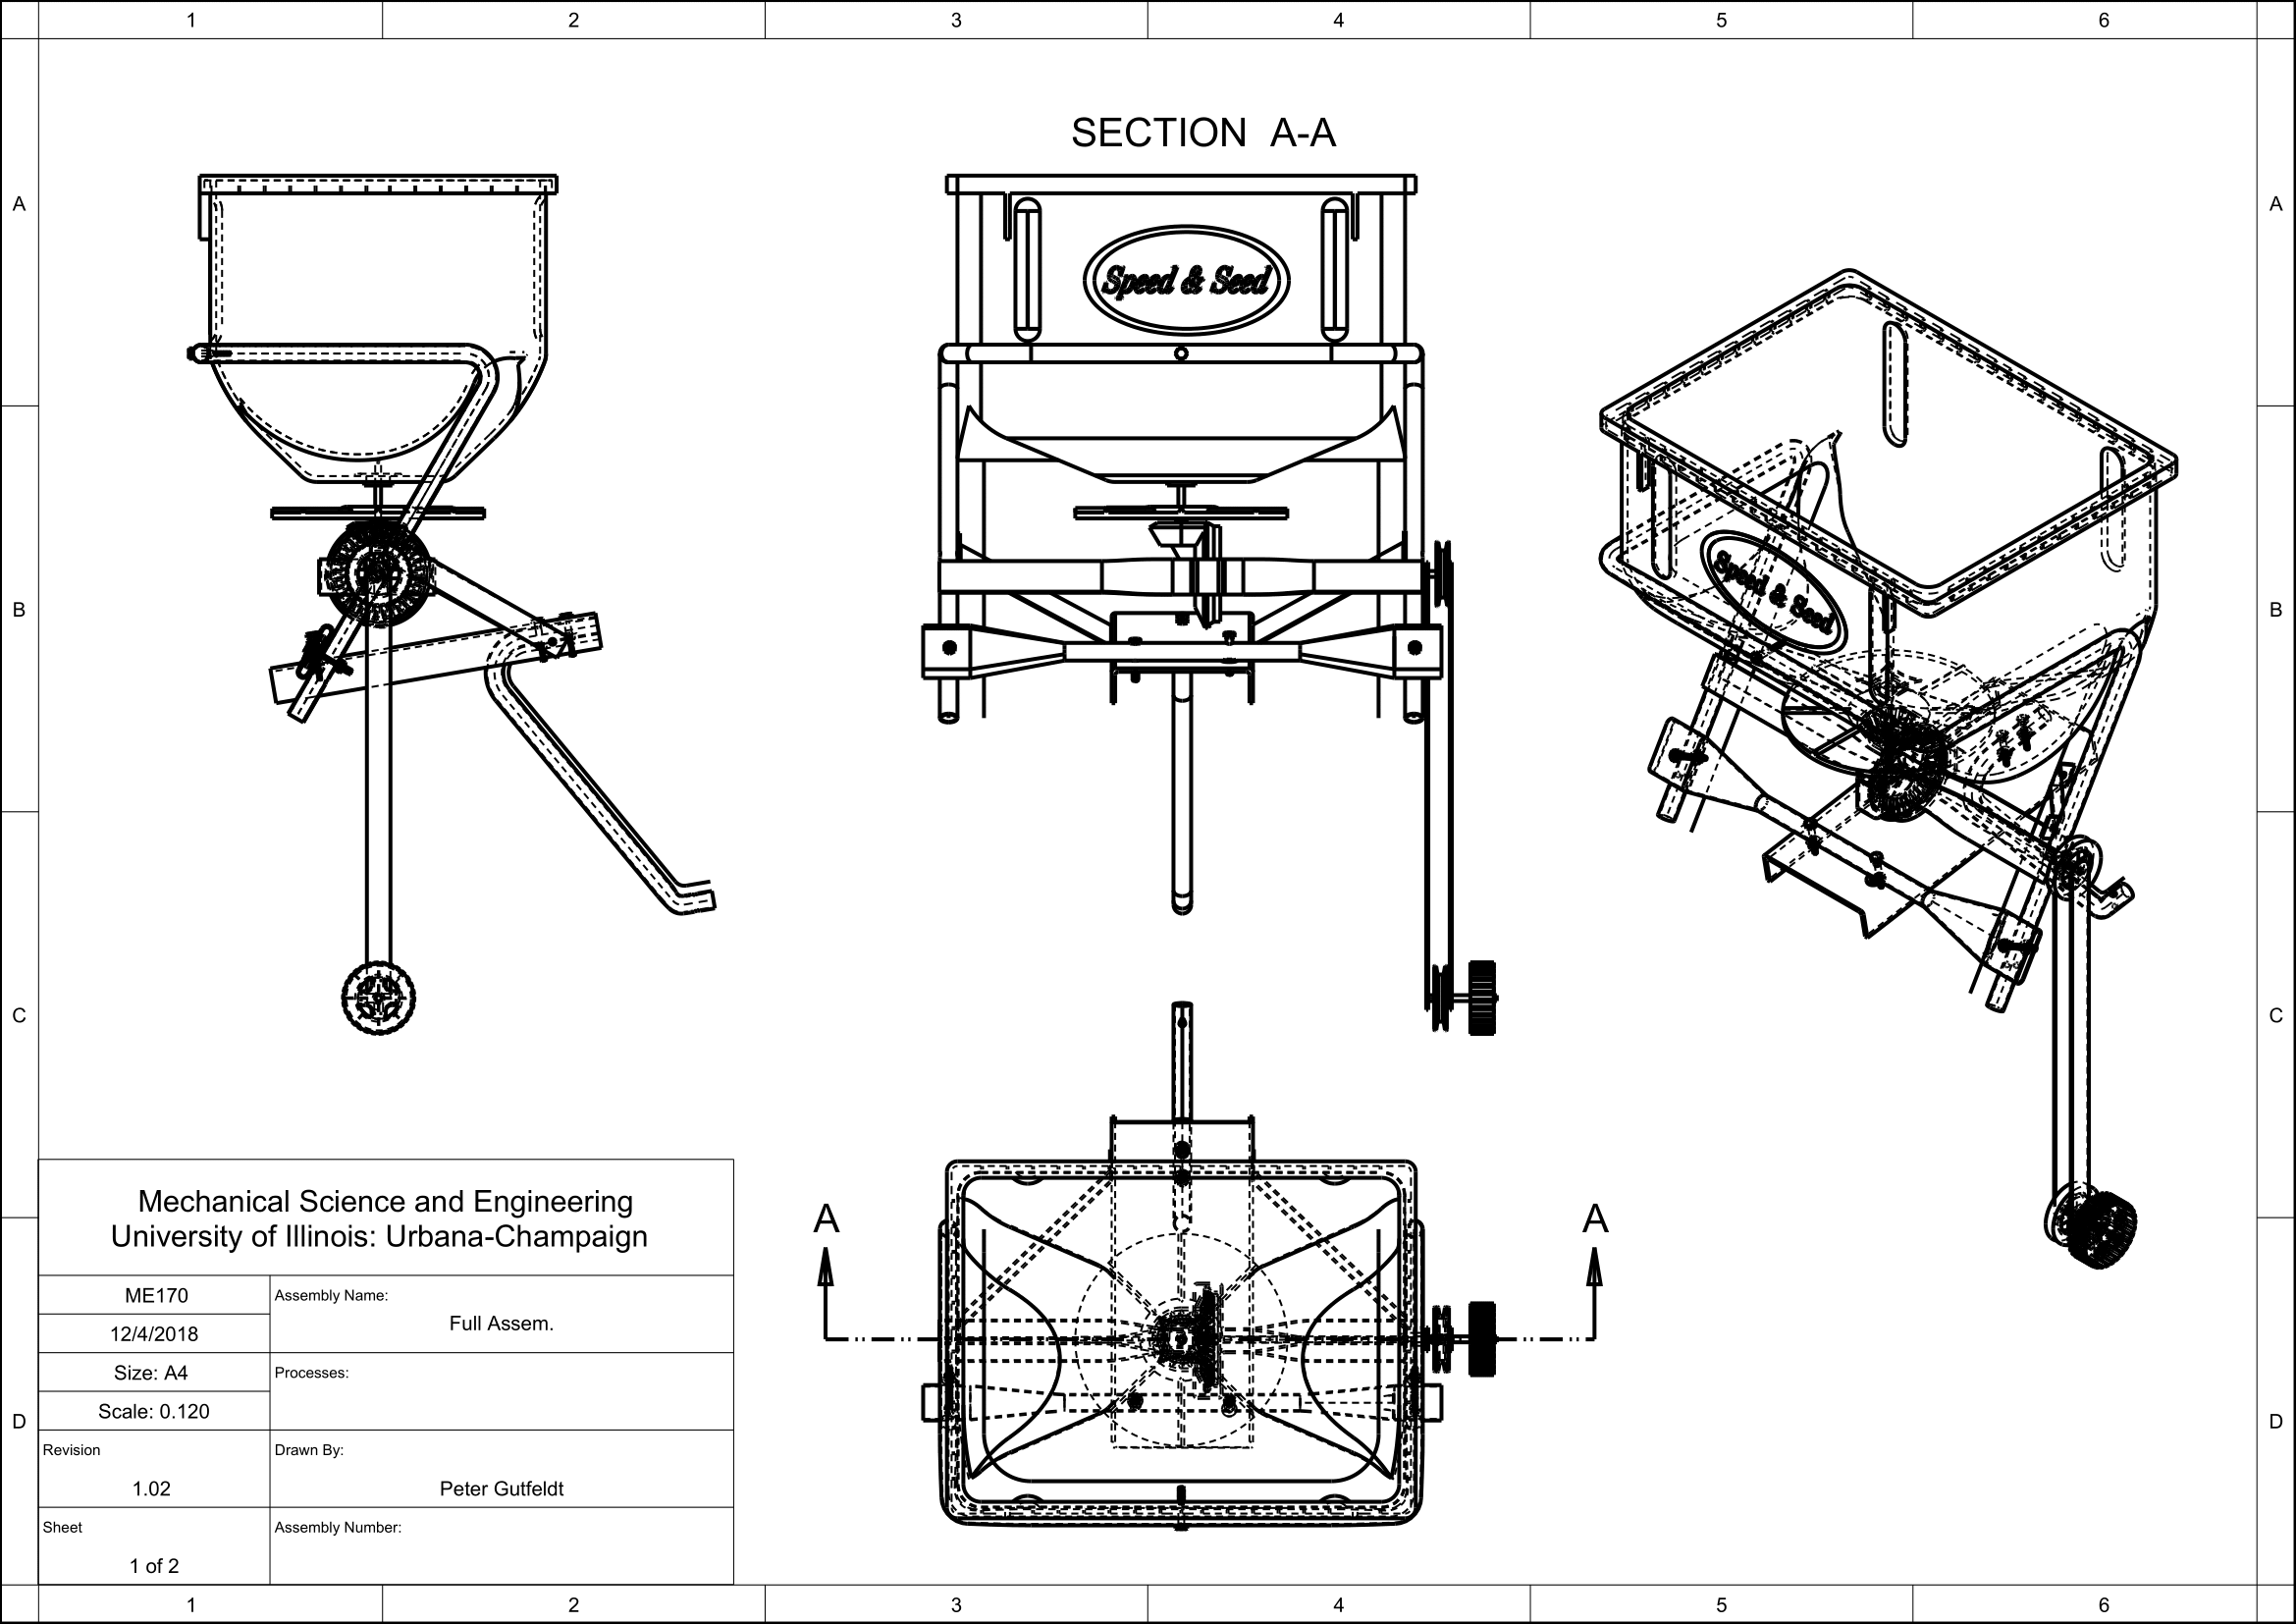 1 2 3 4 5 6
SECTION A-A
A A
Speed & Seed
Speed & Seed
B B
C C
A A
Mechanical Science and Engineering
University of Illinois: Urbana-Champaign
ME170
Assembly Name:
Full Assem.
12/4/2018
Size: A4
Processes:
Scale: 0.120
D D
Revision
1.02
Drawn By:
Peter Gutfeldt
Sheet
1 of 2
Assembly Number:
1 2 3 4 5 6